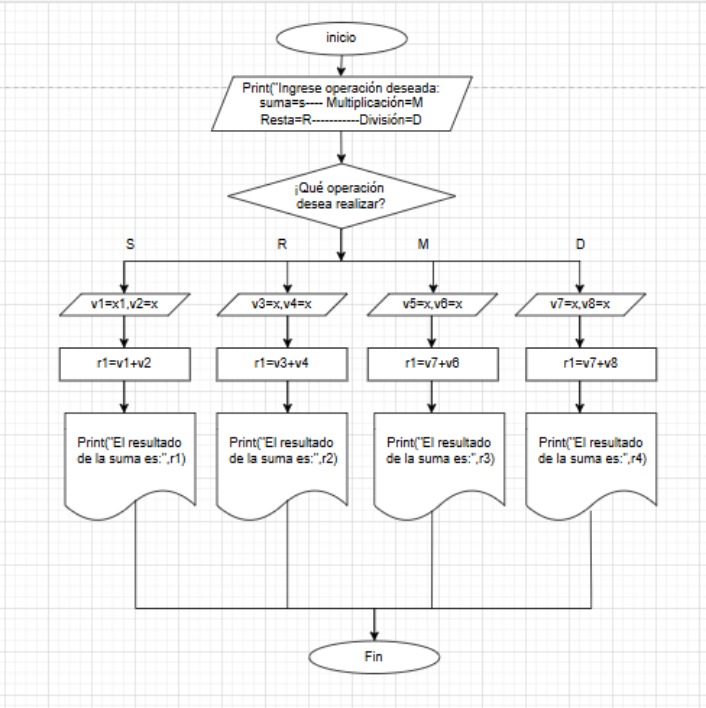 inicio
Print("Ingrese operación deseada:
suma=s---- Multiplicación=M
Resta=R-----------División=D
¡Qué operación
desea realizar?
S
R
M
D
v1=x1,v2=x
v3=x,v4=x
v5=x,v6=x
v7=x,v8=x
r1=v1+v2
r1=v3+v4
r1=v7+v6
r1=v7+v8
Print("El resultado
de la suma es:",r1)
Print("El resultado
de la suma es:",r2)
Print("El resultado
de la suma es:",r3)
Print("El resultado
de la suma es:",r4)
Fin